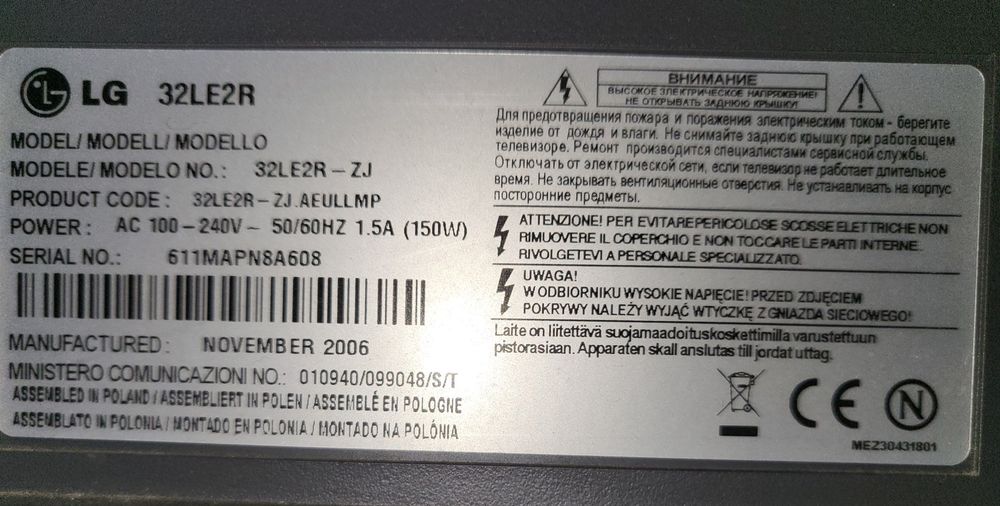 LG 32LE2R
MODEL/ MODELL/ MODELLO
MODELE/ MODELO NO.: 32LE2R-ZJ
PRODUCT CODE: 32LE2R-ZJ.AEULLMP
POWER: AC 100-240V~ 50/60HZ 1.5A (150W)
SERIAL NO.: 611MAPN8A608
MANUFACTURED: NOVEMBER 2006
MINISTERO COMUNICAZIONI NO.: 010940/099048/S/T
ASSEMBLED IN POLAND / ASSEMBLIERT IN POLEN / ASSEMBLÉ EN POLOGNE
ASSEMBLATO IN POLONIA / MONTADO EN POLONIA / MONTADO NA POLÓNIA
ВНИМАНИЕ
ВЫСОКОЕ ЭЛЕКТРИЧЕСКОЕ НАПРЯЖЕНИЕ!
НЕ ОТКРЫВАТЬ ЗАДНЮЮ КРЫШКУ!
Для предотвращения пожара и поражения электрическим током - берегите
изделие от дождя и влаги. Не снимайте заднюю крышку при работающем
телевизоре. Ремонт производится специалистами сервисной службы.
Отключать от электрической сети, если телевизор не работает длительное
время. Не закрывать вентиляционные отверстия. Не устанавливать на корпус
посторонние предметы.
ATTENZIONE! PER EVITARE PERICOLOSE SCOSSE ELETTRICHE NON
RIMUOVERE IL COPERCHIO E NON TOCCARE LE PARTI INTERNE.
RIVOLGETEVI A PERSONALE SPECIALIZZATO.
UWAGA!
W ODBIORNIKU WYSOKIE NAPIĘCIE! PRZED ZDJĘCIEM
POKRYWY NALEŻY WYJĄĆ WTYCZKĘ Z GNIAZDA SIECIOWEGO!
Laite on liitettävä suojamaadoituskoskettimilla varustettuun
pistorasiaan. Apparaten skall anslutas till jordat uttag.
CE N
MEZ30431801